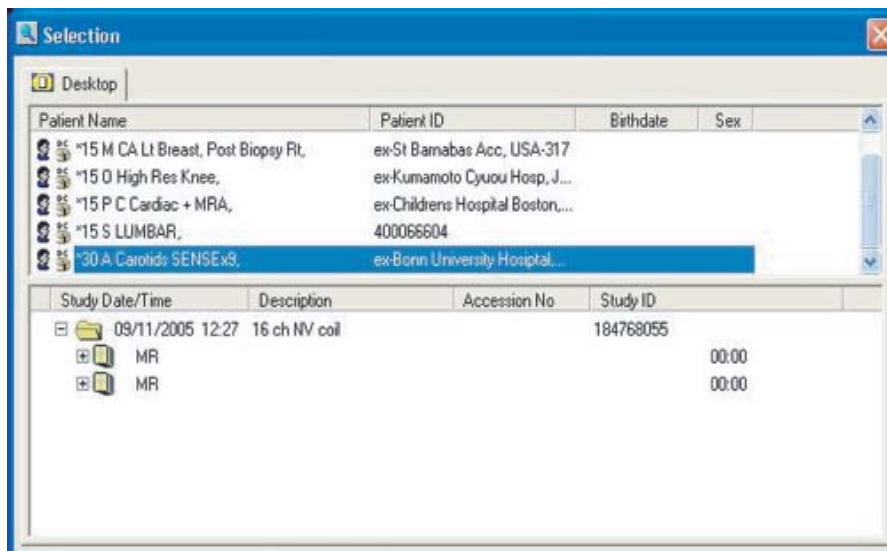 Selection
Desktop
Patient Name Patient ID Birthdate Sex
*15 M CA Lt Breast, Post Biopsy Rt, ex-St Barnabas Acc, USA-317
*15 O High Res Knee, ex-Kumamoto Cyuou Hosp, J...
*15 P C Cardiac + MRA, ex-Childrens Hospital Boston,...
*15 S LUMBAR, 400066604
*30 A Carotids SENSEx9, ex-Bonn University Hosiptal,...
Study Date/Time Description Accession No Study ID
09/11/2005 12:27 16 ch NV coil 184768055
MR 00:00
MR 00:00